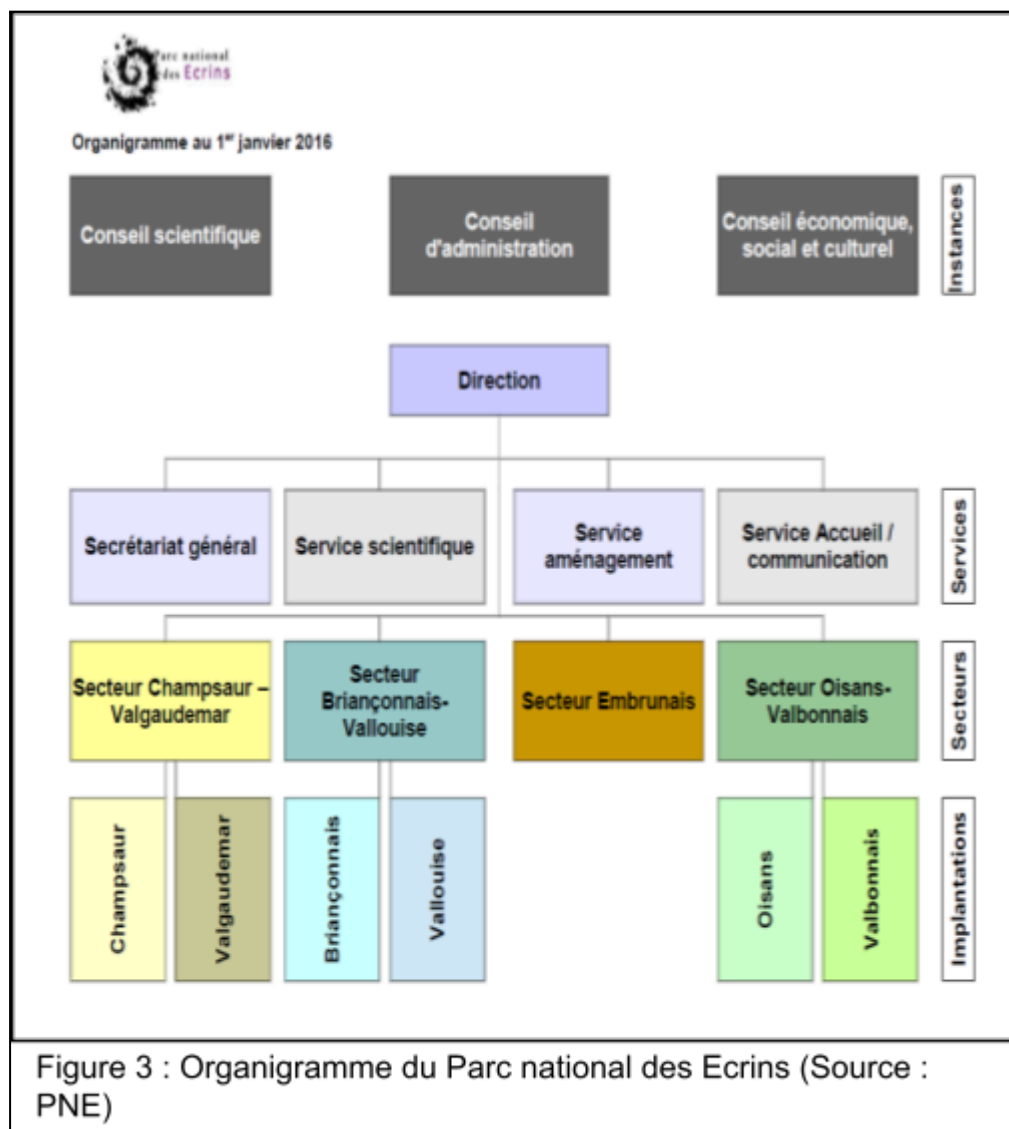 Parc national
des Ecrins
Organigramme au 1er janvier 2016
Conseil scientifique
Conseil
d'administration
Conseil économique,
social et culturel
Instances
Direction
Secrétariat général
Service scientifique
Service
aménagement
Service Accueil /
communication
Services
Secteur Champsaur –
Valgaudemar
Secteur
Briançonnais-
Vallouise
Secteur Embrunais
Secteur Oisans-
Valbonnais
Secteurs
Champsaur
Valgaudemar
Briançonnais
Vallouise
Oisans
Valbonnais
Implantations
Figure 3 : Organigramme du Parc national des Ecrins (Source :
PNE)